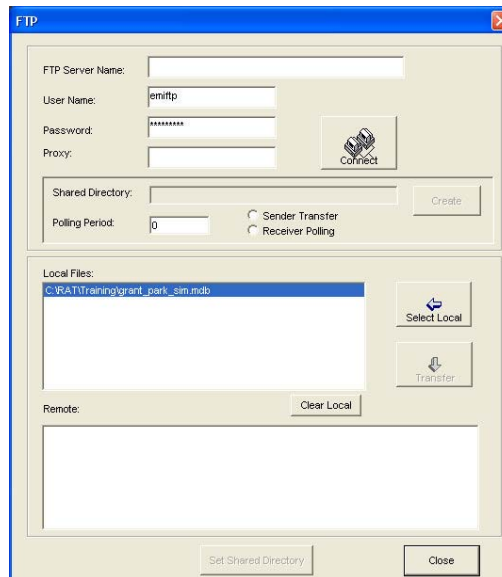 FTP
FTP Server Name:
User Name:
emiftp
Password:
*********
Proxy:
Connect
Shared Directory:
Create
Polling Period:
0
Sender Transfer
Receiver Polling
Local Files:
C:\RAT\Training\grant_park_sim.mdb
Select Local
Transfer
Remote:
Clear Local
Set Shared Directory
Close